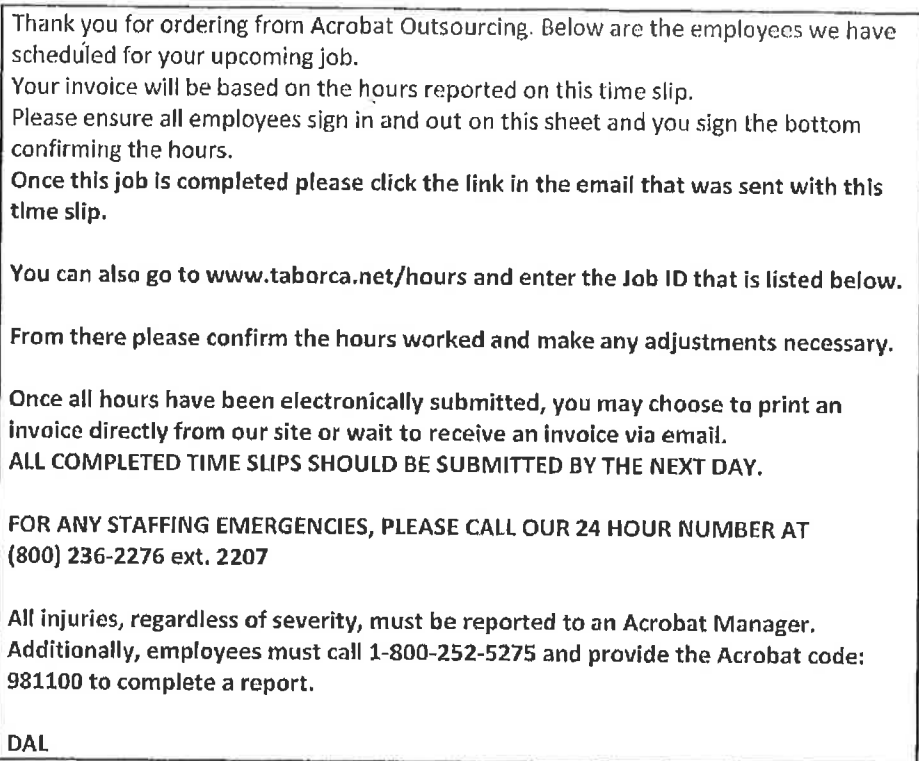 Thank you for ordering from Acrobat Outsourcing. Below are the employees we have
scheduled for your upcoming job.
Your invoice will be based on the hours reported on this time slip.
Please ensure all employees sign in and out on this sheet and you sign the bottom
confirming the hours.
Once this job is completed please click the link in the email that was sent with this
time slip.
You can also go to www.taborca.net/hours and enter the Job ID that is listed below.
From there please confirm the hours worked and make any adjustments necessary.
Once all hours have been electronically submitted, you may choose to print an
invoice directly from our site or wait to receive an invoice via email.
ALL COMPLETED TIME SLIPS SHOULD BE SUBMITTED BY THE NEXT DAY.
FOR ANY STAFFING EMERGENCIES, PLEASE CALL OUR 24 HOUR NUMBER AT
(800) 236-2276 ext. 2207
All injuries, regardless of severity, must be reported to an Acrobat Manager.
Additionally, employees must call 1-800-252-5275 and provide the Acrobat code:
981100 to complete a report.
DAL